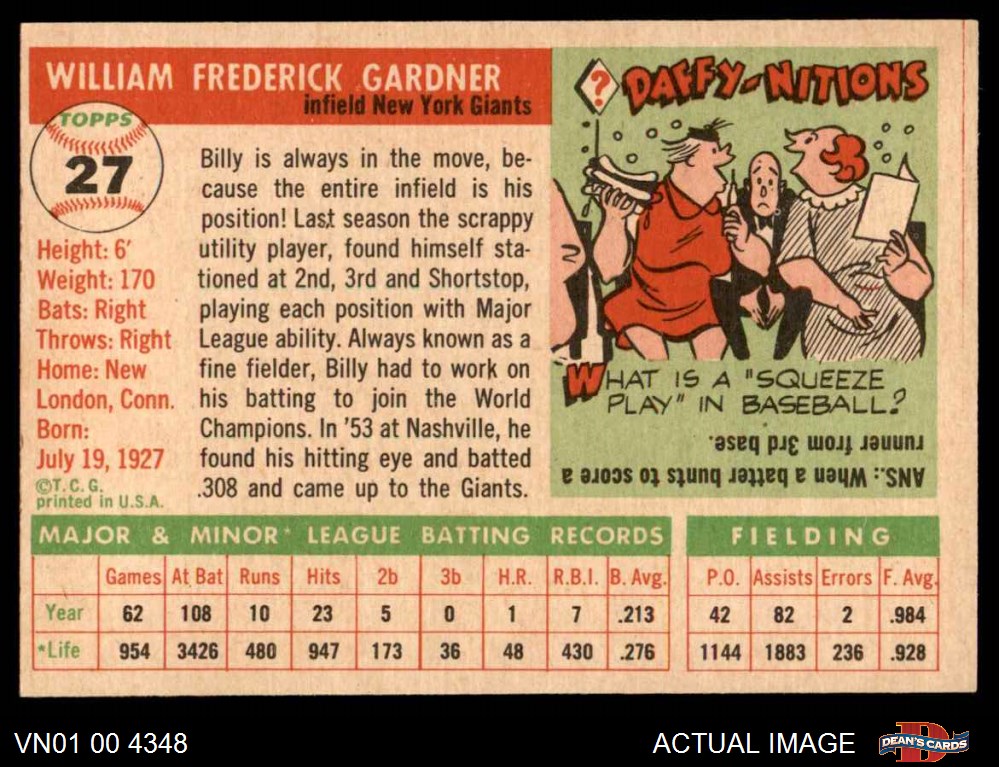 WILLIAM FREDERICK GARDNER
infield New York Giants
TOPPS
27
Height: 6'
Weight: 170
Bats: Right
Throws: Right
Home: New
London, Conn.
Born:
July 19, 1927
©T.C.G.
printed in U.S.A.
Billy is always in the move, be-
cause the entire infield is his
position! Last season the scrappy
utility player, found himself sta-
tioned at 2nd, 3rd and Shortstop,
playing each position with Major
League ability. Always known as a
fine fielder, Billy had to work on
his batting to join the World
Champions. In '53 at Nashville, he
found his hitting eye and batted
.308 and came up to the Giants.
? DAFFY-NITIONS
WHAT IS A "SQUEEZE
PLAY" IN BASEBALL?
ANS.: When a batter bunts to score a
runner from 3rd base.
MAJOR & MINOR* LEAGUE BATTING RECORDS
Games At Bat Runs Hits 2b 3b H.R. R.B.I. B. Avg.
Year 62 108 10 23 5 0 1 7 .213
*Life 954 3426 480 947 173 36 48 430 .276
FIELDING
P.O. Assists Errors F. Avg.
42 82 2 .984
1144 1883 236 .928
VN01 00 4348
ACTUAL IMAGE
D
DEAN'S CARDS